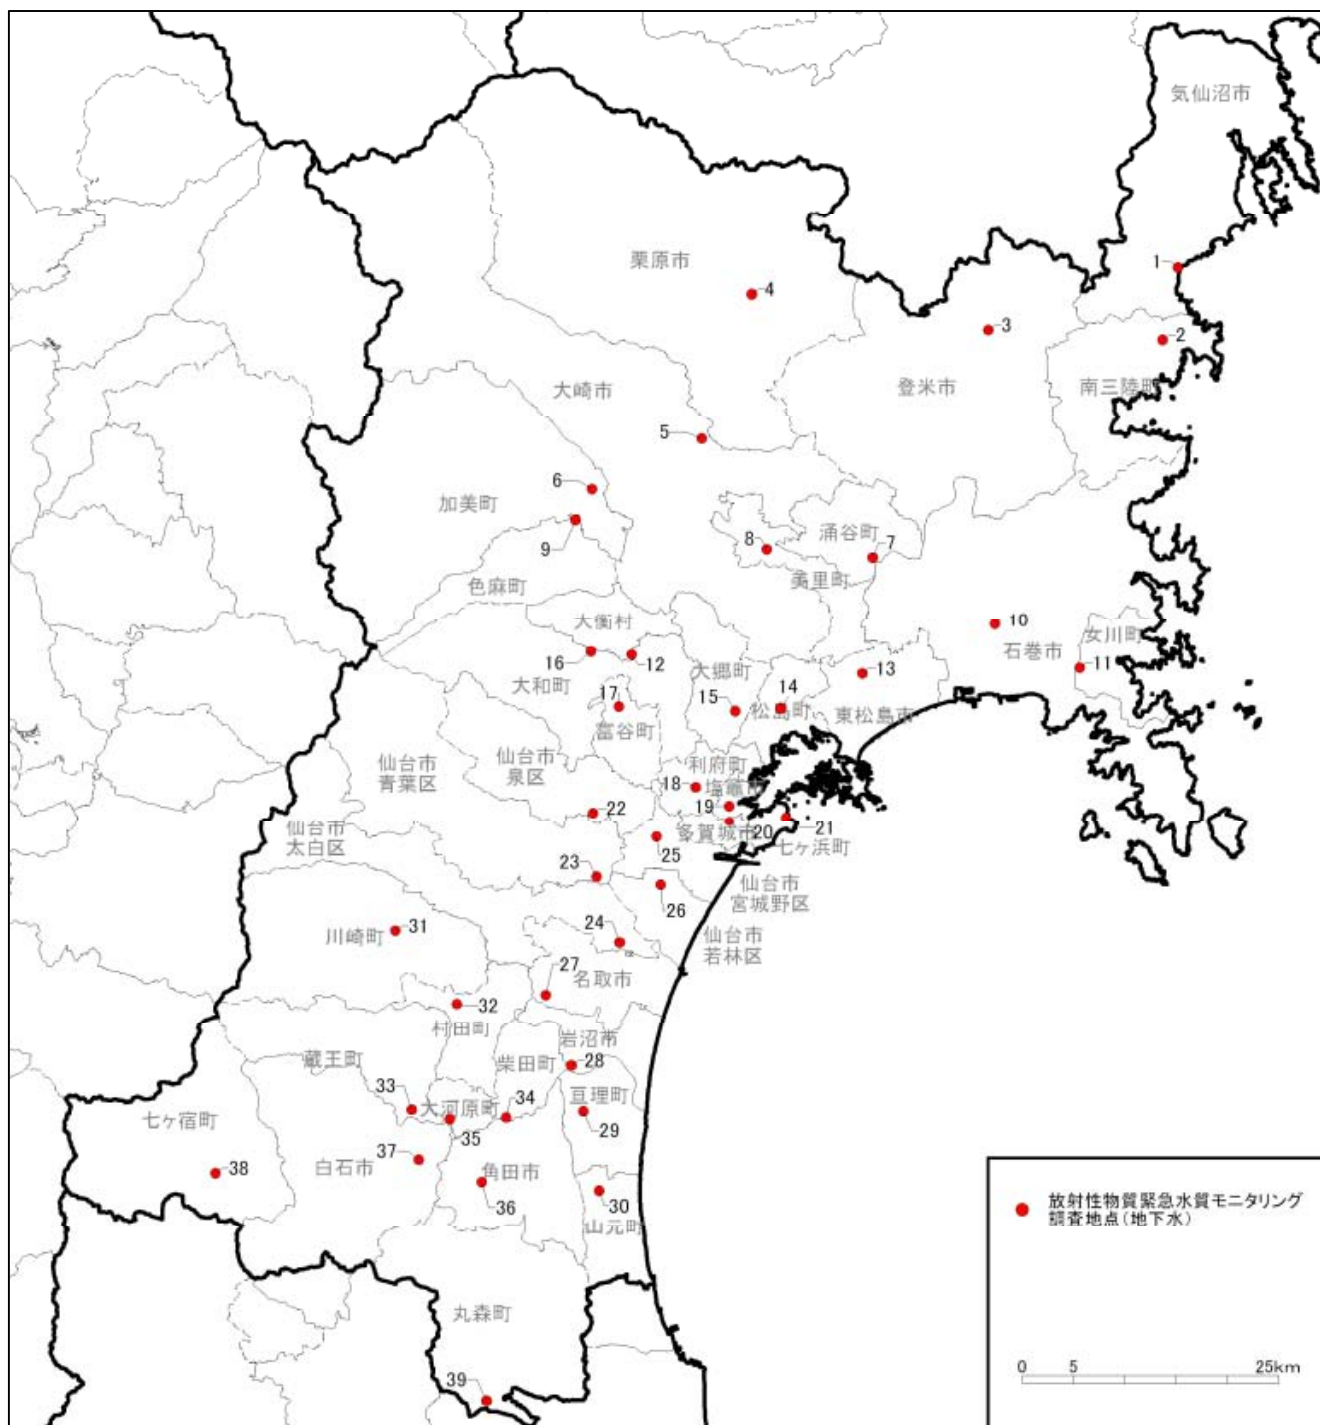 気仙沼市
栗原市
1
4
3
2
登米市
南三陸町
大崎市
5
6
加美町
9
8
涌谷町
7
美里町
色麻町
大衡村
10
女川町
石巻市
11
16
12
大郷町
13
大和町
17
15
14
松島町
東松島市
富谷町
仙台市
青葉区
仙台市
泉区
利府町
18
塩竈市
19
22
多賀城市
20
21
七ヶ浜町
仙台市
太白区
25
23
26
仙台市
宮城野区
31
川崎町
24
仙台市
若林区
27
名取市
32
村田町
岩沼市
蔵王町
柴田町
28
33
大河原町
34
亘理町
29
七ヶ宿町
35
37
白石市
角田市
38
36
30
山元町
丸森町
39
放射性物質緊急水質モニタリング
調査地点(地下水)
0 5 25km